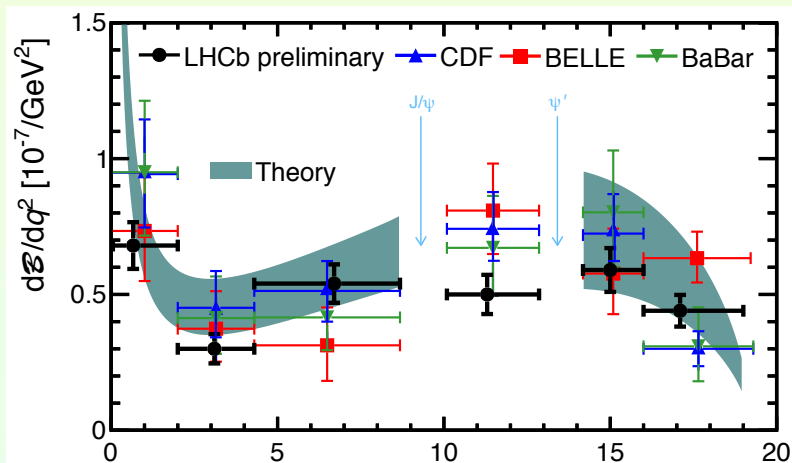 1.5
LHCb preliminary CDF BELLE BaBar
J/ψ ψ′
1
Theory
dℬ/dq² [10⁻⁷/GeV²]
0.5
0
0 5 10 15 20